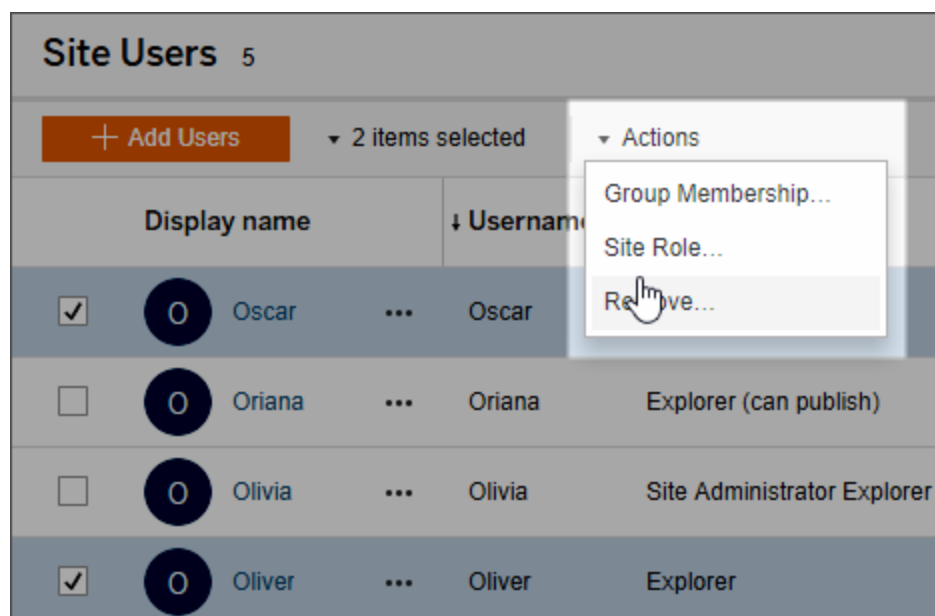 Site Users 5
Add Users 2 items selected Actions
Group Membership...
Display name Username
Site Role...
O Oscar ... Oscar Remove...
O Oriana ... Oriana Explorer (can publish)
O Olivia ... Olivia Site Administrator Explorer
O Oliver ... Oliver Explorer